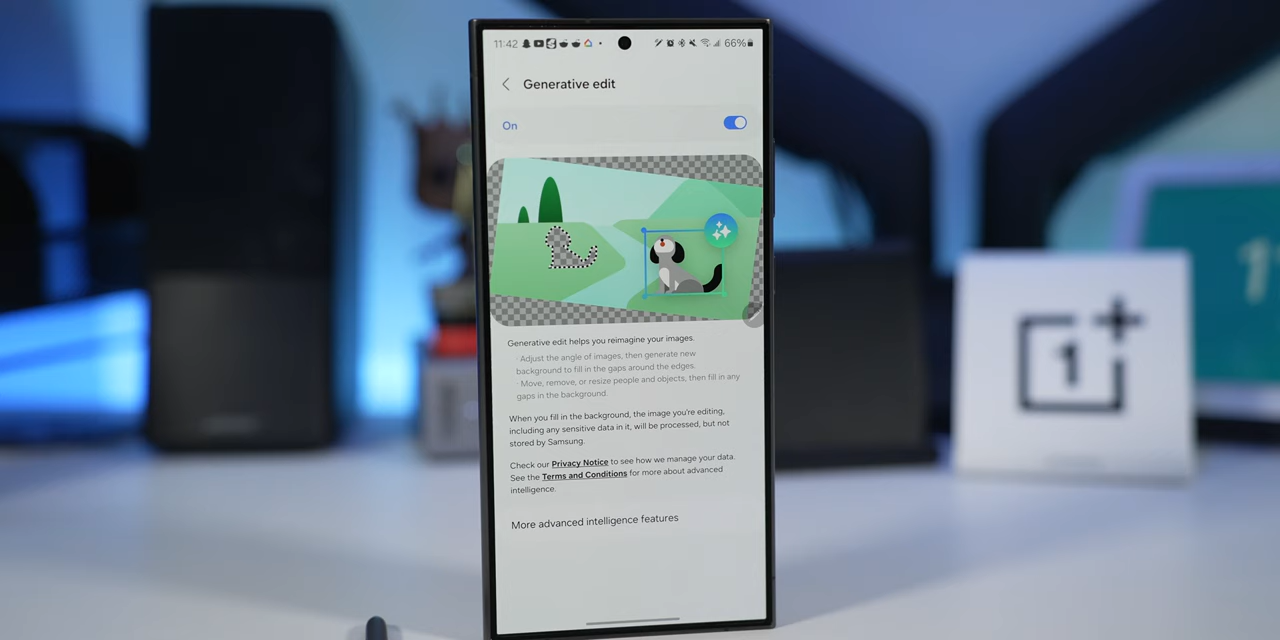 11:42
66%
Generative edit
On
Generative edit helps you reimagine your images.
· Adjust the angle of images, then generate new
background to fill in the gaps around the edges.
· Move, remove, or resize people and objects, then fill in any
gaps in the background.
When you fill in the background, the image you're editing,
including any sensitive data in it, will be processed, but not
stored by Samsung.
Check our Privacy Notice to see how we manage your data.
See the Terms and Conditions for more about advanced
intelligence.
More advanced intelligence features
1+